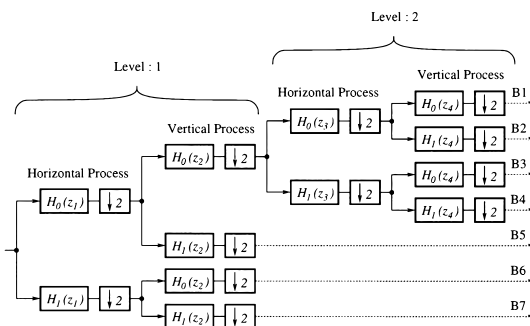 Level : 2
Level : 1
Horizontal Process
Vertical Process
B1
H0(z4) ↓2
H0(z3) ↓2
B2
H1(z4) ↓2
Vertical Process
H0(z2) ↓2
B3
H0(z4) ↓2
Horizontal Process
H1(z3) ↓2
B4
H1(z4) ↓2
H0(z1) ↓2
B5
H1(z2) ↓2
B6
H0(z2) ↓2
H1(z1) ↓2
B7
H1(z2) ↓2